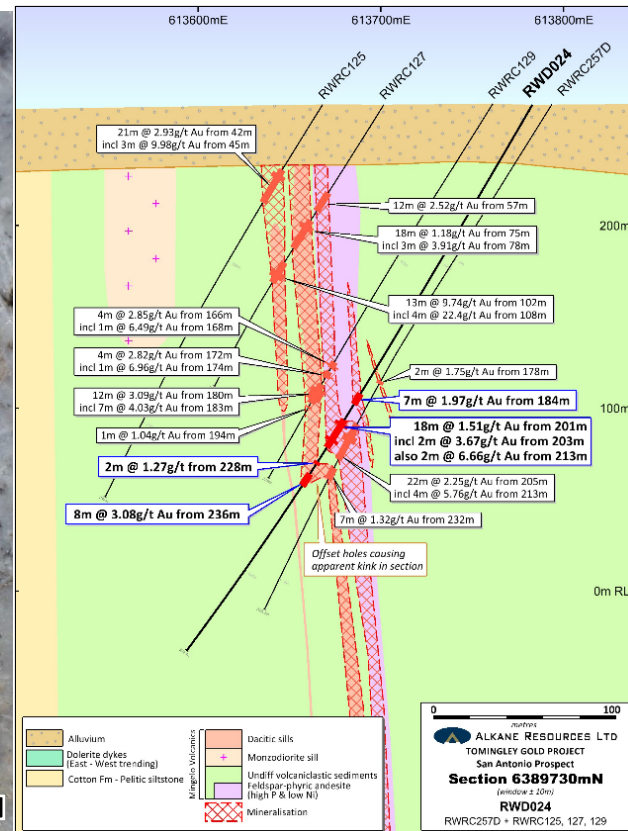 613600mE
613700mE
613800mE
RWRC125
RWRC127
RWRC129
RWD024
RWRC257D
21m @ 2.93g/t Au from 42m
incl 3m @ 9.98g/t Au from 45m
12m @ 2.52g/t Au from 57m
200m
18m @ 1.18g/t Au from 75m
incl 3m @ 3.91g/t Au from 78m
13m @ 9.74g/t Au from 102m
incl 4m @ 22.4g/t Au from 108m
4m @ 2.85g/t Au from 166m
incl 1m @ 6.49g/t Au from 168m
4m @ 2.82g/t Au from 172m
incl 1m @ 6.96g/t Au from 174m
2m @ 1.75g/t Au from 178m
12m @ 3.09g/t Au from 180m
incl 7m @ 4.03g/t Au from 183m
7m @ 1.97g/t Au from 184m
100m
1m @ 1.04g/t Au from 194m
18m @ 1.51g/t Au from 201m
incl 2m @ 3.67g/t Au from 203m
also 2m @ 6.66g/t Au from 213m
2m @ 1.27g/t from 228m
22m @ 2.25g/t Au from 205m
incl 4m @ 5.76g/t Au from 213m
8m @ 3.08g/t Au from 236m
7m @ 1.32g/t Au from 232m
Offset holes causing
apparent kink in section
0m RL
Alluvium
Dolerite dykes
(East - West trending)
Cotton Fm - Pelitic siltstone
Mingelo Volcanics
Dacitic sills
Monzodiorite sill
Undiff volcaniclastic sediments
Feldspar-phyric andesite
(high P & low Ni)
Mineralisation
0
100
metres
ALKANE RESOURCES LTD
TOMINGLEY GOLD PROJECT
San Antonio Prospect
Section 6389730mN
(window ± 10m)
RWD024
RWRC257D + RWRC125, 127, 129